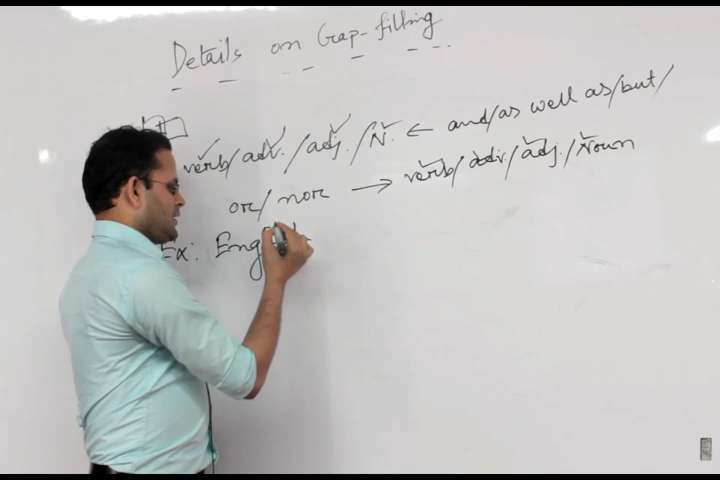 Details on Gap-filling
verb/adv./adj./N. ← and/as well as/but/
or/nor → verb/adv/adj./Noun
Ex: Eng